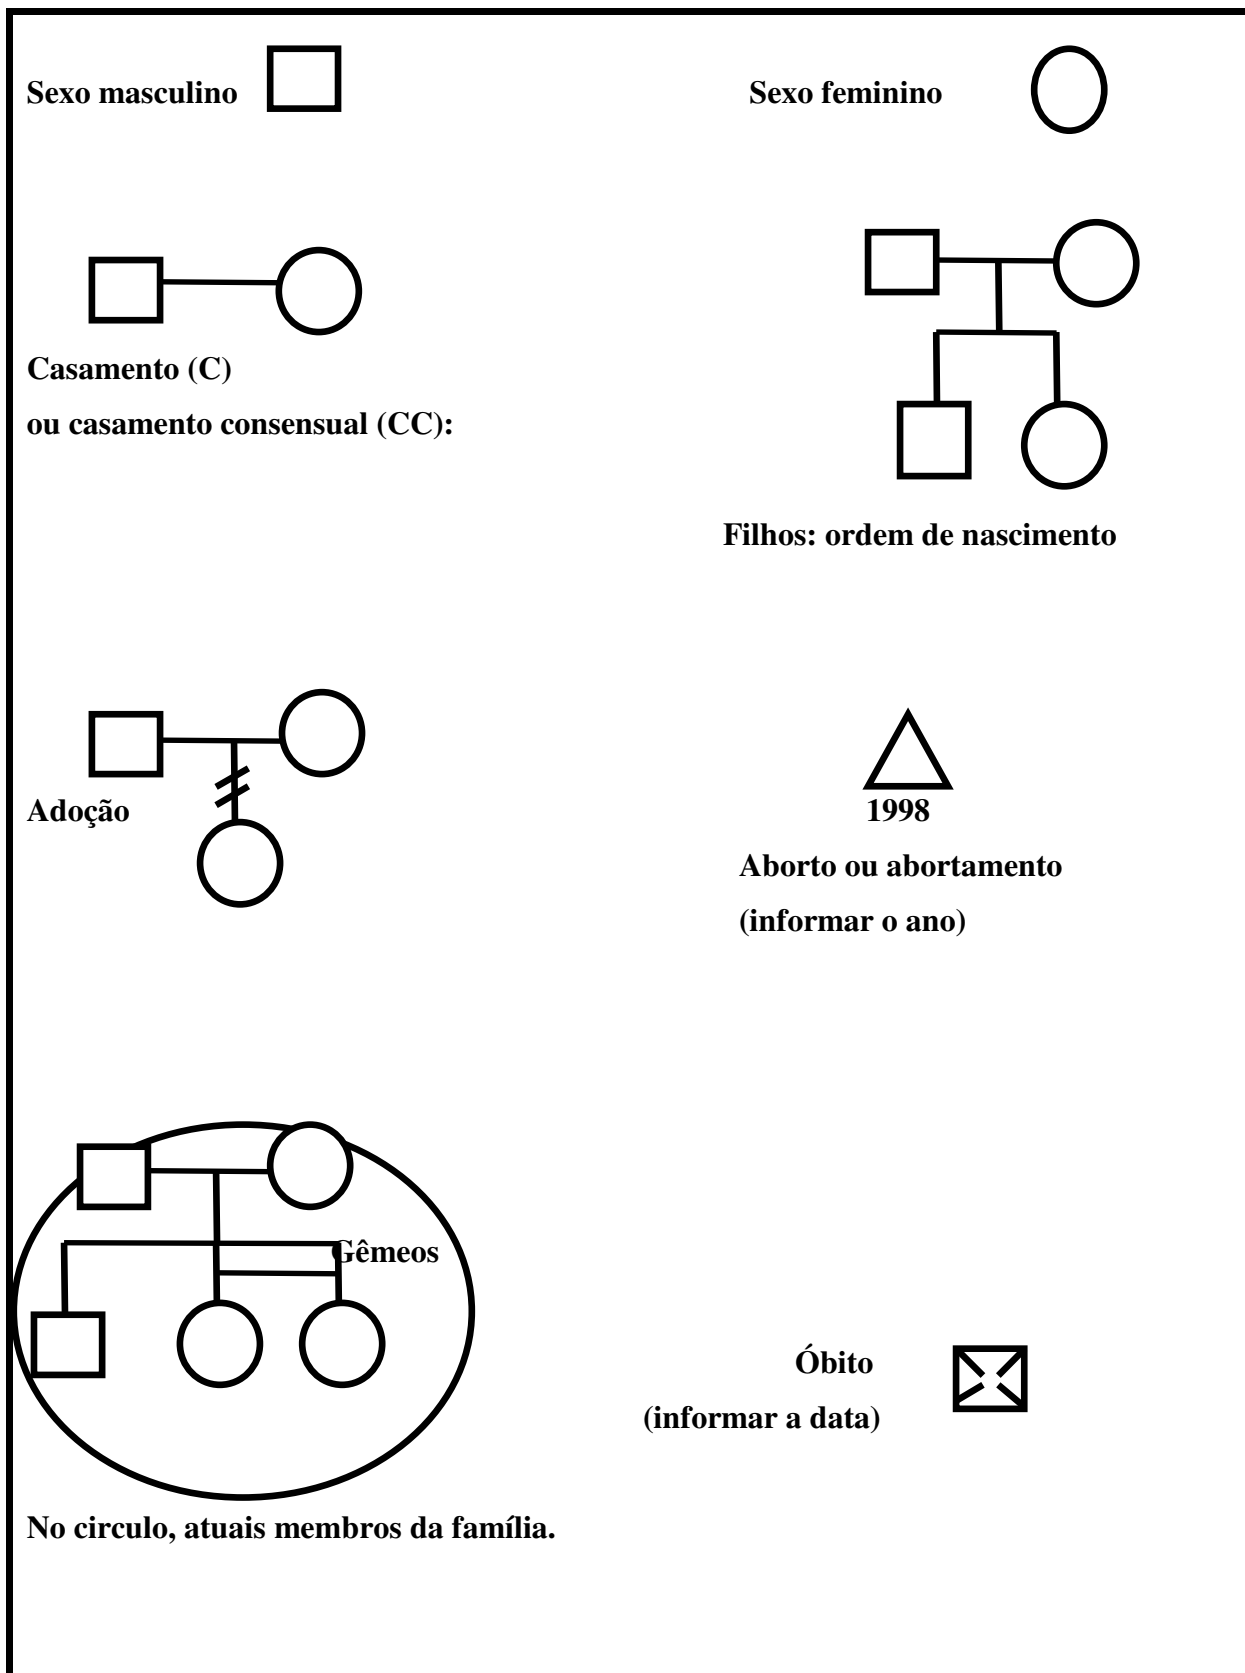 Sexo masculino
Sexo feminino
Casamento (C)
ou casamento consensual (CC):
Filhos: ordem de nascimento
Adoção
1998
Aborto ou abortamento
(informar o ano)
Gêmeos
Óbito
(informar a data)
No circulo, atuais membros da família.